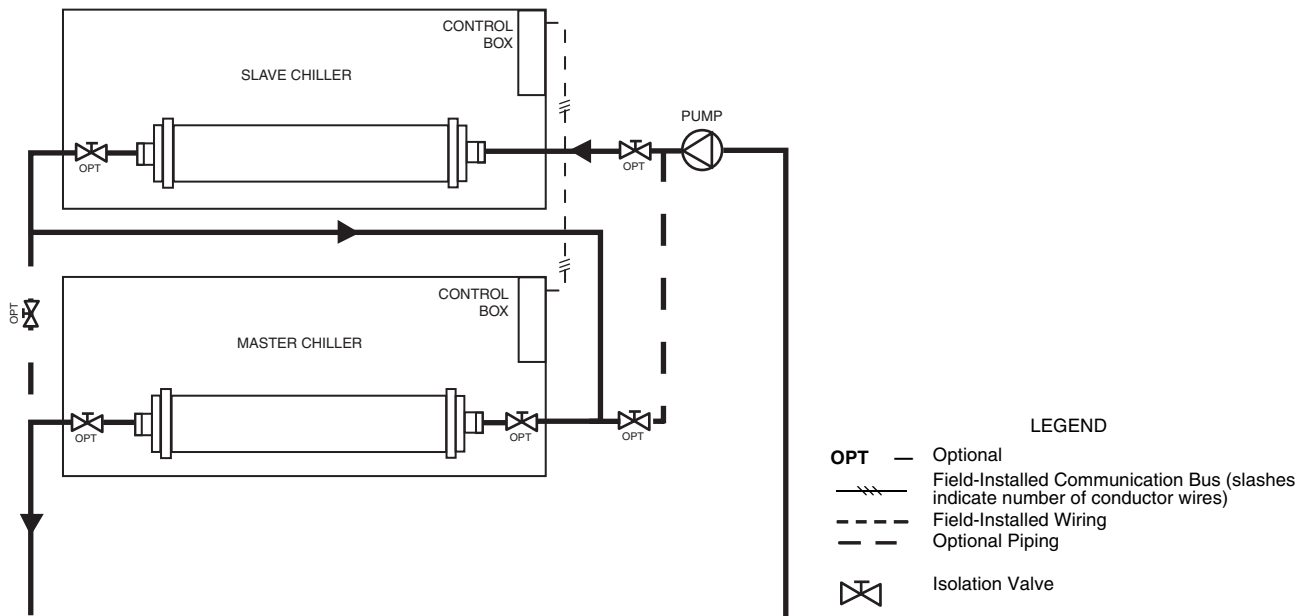 CONTROL
BOX
SLAVE CHILLER
PUMP
OPT
OPT
CONTROL
BOX
OPT
MASTER CHILLER
OPT
OPT
OPT
LEGEND
OPT — Optional
Field-Installed Communication Bus (slashes
indicate number of conductor wires)
Field-Installed Wiring
Optional Piping
Isolation Valve